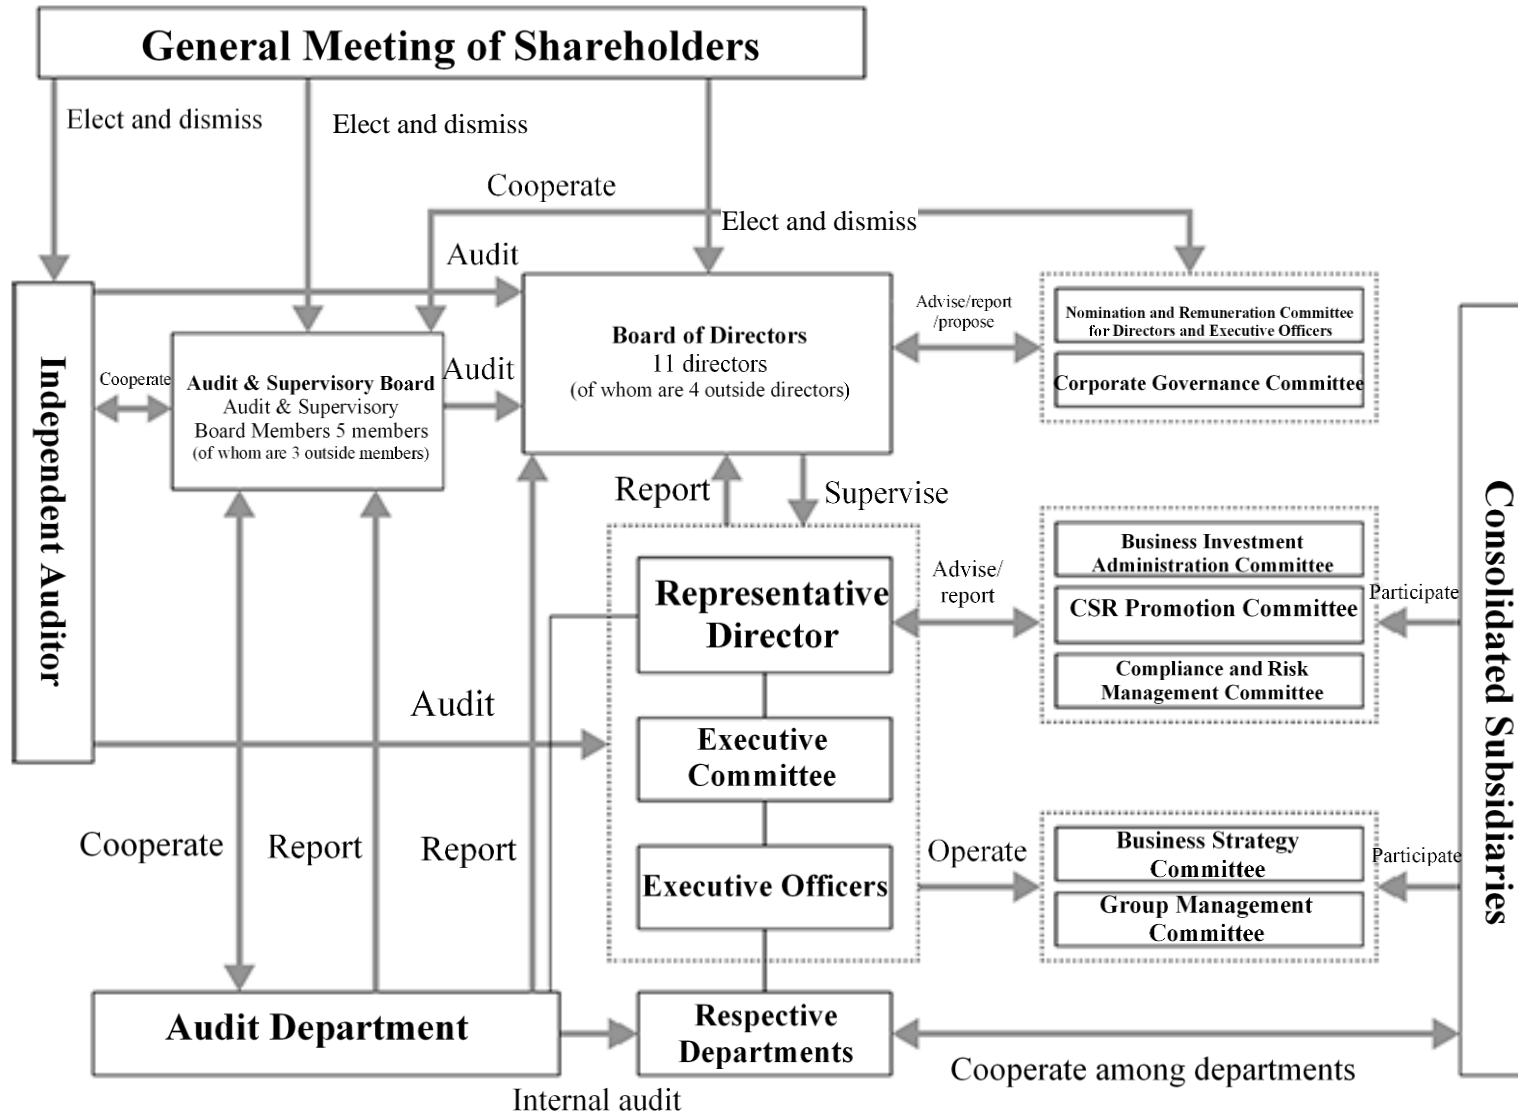 General Meeting of Shareholders
Elect and dismiss
Elect and dismiss
Cooperate
Elect and dismiss
Audit
Independent Auditor
Cooperate
Audit & Supervisory Board
Audit & Supervisory
Board Members 5 members
(of whom are 3 outside members)
Audit
Board of Directors
11 directors
(of whom are 4 outside directors)
Advise/report
/propose
Nomination and Remuneration Committee
for Directors and Executive Officers
Corporate Governance Committee
Report
Supervise
Representative
Director
Advise/
report
Business Investment
Administration Committee
CSR Promotion Committee
Compliance and Risk
Management Committee
Participate
Consolidated Subsidiaries
Audit
Executive
Committee
Cooperate
Report
Report
Executive Officers
Operate
Business Strategy
Committee
Group Management
Committee
Participate
Audit Department
Internal audit
Respective
Departments
Cooperate among departments